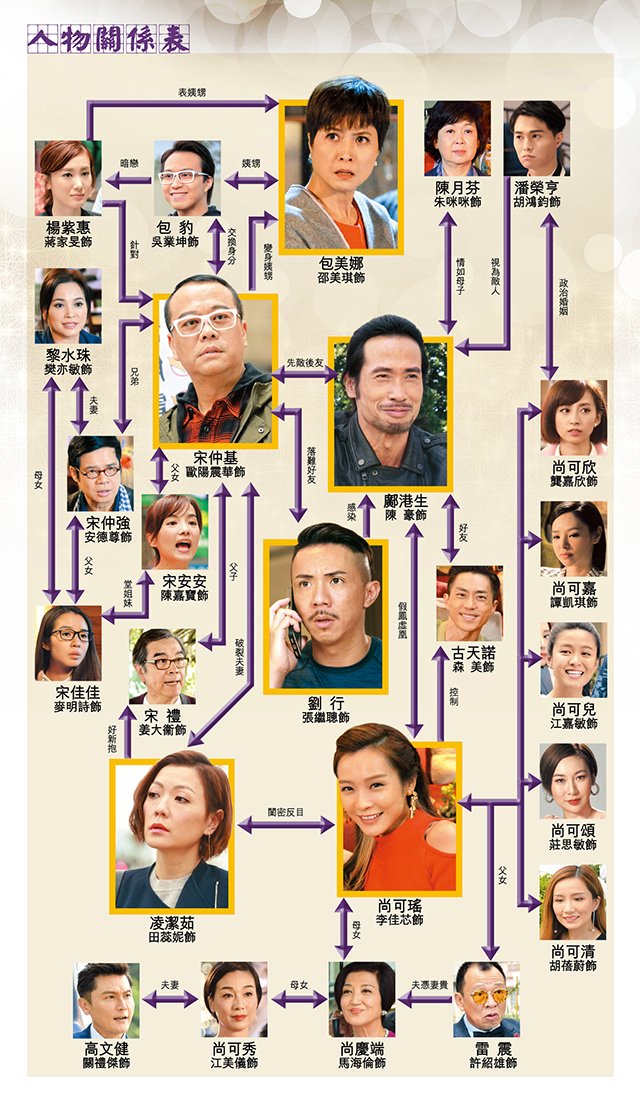 人物關係表
表姨甥
暗戀
姨甥
楊紫惠
蔣家旻飾
包 豹
吳業坤飾
包美娜
邵美琪飾
陳月芬
朱咪咪飾
潘榮亨
胡鴻鈞飾
針對
交換身分
變身姨甥
情如母子
視為敵人
政治婚姻
黎水珠
樊亦敏飾
兄弟
先敵後友
夫妻
宋仲基
歐陽震華飾
鄺港生
陳 豪飾
尚可欣
龔嘉欣飾
母女
宋仲強
安德尊飾
父女
落難好友
感染
好友
宋安安
陳嘉寶飾
父女
堂姐妹
父子
破裂夫妻
假鳳虛凰
古天諾
森 美飾
尚可嘉
譚凱琪飾
宋佳佳
麥明詩飾
宋 禮
姜大衞飾
劉 行
張繼聰飾
控制
尚可兒
江嘉敏飾
好新抱
閨密反目
尚可頌
莊思敏飾
父女
凌潔茹
田蕊妮飾
尚可瑤
李佳芯飾
母女
尚可清
胡蓓蔚飾
夫妻
母女
夫憑妻貴
高文健
關禮傑飾
尚可秀
江美儀飾
尚慶端
馬海倫飾
雷 震
許紹雄飾